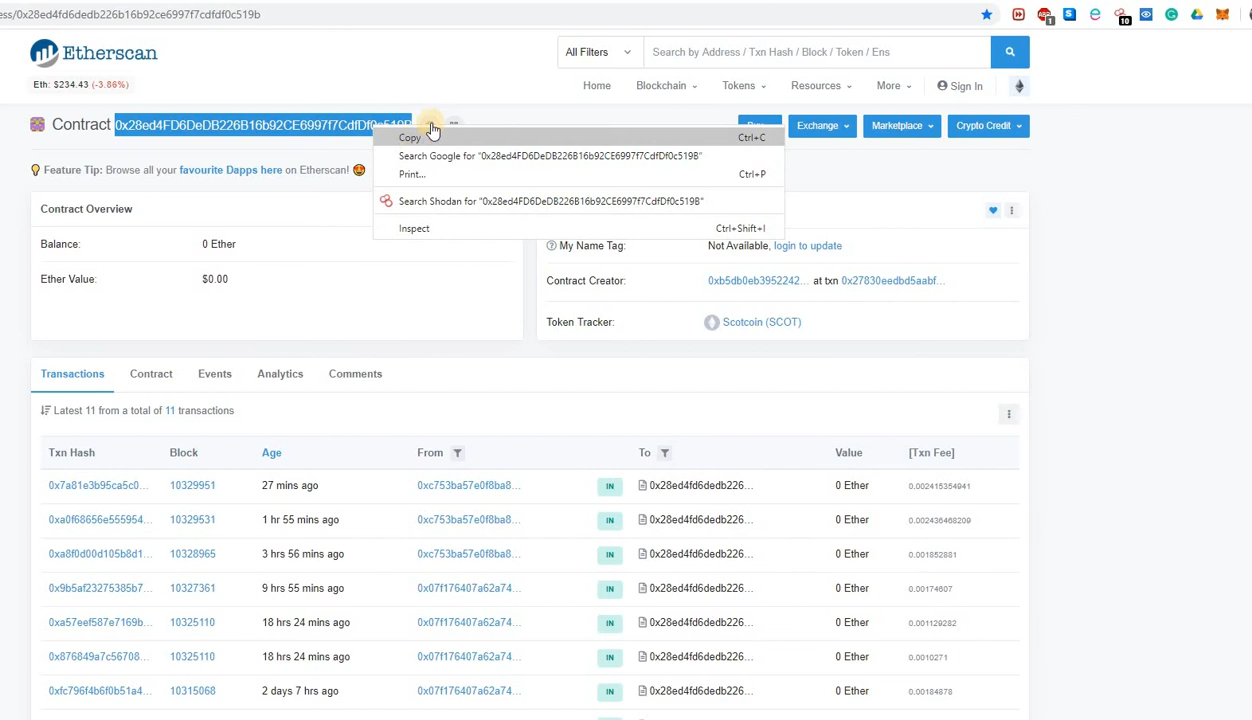 ess/0x28ed4fd6dedb226b16b92ce6997f7cdfdf0c519b
1
10
Etherscan
All Filters
Search by Address / Txn Hash / Block / Token / Ens
Eth: $234.43 (-3.86%)
Home
Blockchain
Tokens
Resources
More
Sign In
Contract 0x28ed4FD6DeDB226B16b92CE6997f7CdfDf0c519B
Exchange
Marketplace
Crypto Credit
Copy Ctrl+C
Search Google for "0x28ed4FD6DeDB226B16b92CE6997f7CdfDf0c519B"
Print... Ctrl+P
Search Shodan for "0x28ed4FD6DeDB226B16b92CE6997f7CdfDf0c519B"
Inspect Ctrl+Shift+I
Feature Tip: Browse all your favourite Dapps here on Etherscan!
Contract Overview
Balance: 0 Ether
Ether Value: $0.00
My Name Tag: Not Available, login to update
Contract Creator: 0xb5db0eb3952242... at txn 0x27830eedbd5aabf...
Token Tracker: Scotcoin (SCOT)
Transactions
Contract
Events
Analytics
Comments
Latest 11 from a total of 11 transactions
Txn Hash Block Age From To Value [Txn Fee]
0x7a81e3b95ca5c0... 10329951 27 mins ago 0xc753ba57e0f8ba8... IN 0x28ed4fd6dedb226... 0 Ether 0.002415354941
0xa0f68656e555954... 10329531 1 hr 55 mins ago 0xc753ba57e0f8ba8... IN 0x28ed4fd6dedb226... 0 Ether 0.002436468209
0xa8f0d00d105b8d1... 10328965 3 hrs 56 mins ago 0xc753ba57e0f8ba8... IN 0x28ed4fd6dedb226... 0 Ether 0.001852881
0x9b5af23275385b7... 10327361 9 hrs 55 mins ago 0x07f176407a62a74... IN 0x28ed4fd6dedb226... 0 Ether 0.00174607
0xa57eef587e7169b... 10325110 18 hrs 24 mins ago 0x07f176407a62a74... IN 0x28ed4fd6dedb226... 0 Ether 0.001129282
0x876849a7c56708... 10325110 18 hrs 24 mins ago 0x07f176407a62a74... IN 0x28ed4fd6dedb226... 0 Ether 0.0010271
0xfc796f4b6f0b51a4... 10315068 2 days 7 hrs ago 0x07f176407a62a74... IN 0x28ed4fd6dedb226... 0 Ether 0.00184878